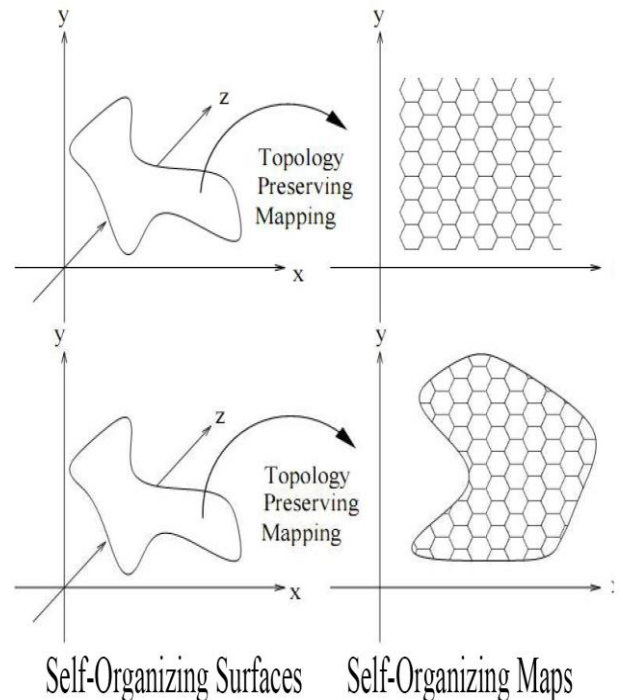 y
y
z
Topology
Preserving
Mapping
x
y
y
z
Topology
Preserving
Mapping
x
Self-Organizing Surfaces
Self-Organizing Maps